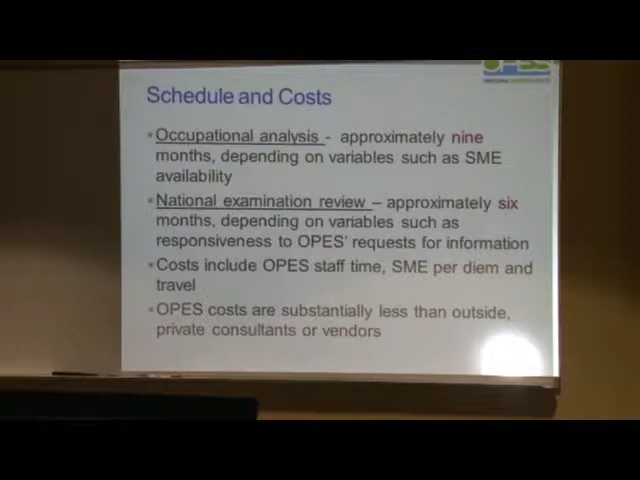 OPES
Schedule and Costs
Occupational analysis - approximately nine
months, depending on variables such as SME
availability
National examination review – approximately six
months, depending on variables such as
responsiveness to OPES' requests for information
Costs include OPES staff time, SME per diem and
travel
OPES costs are substantially less than outside,
private consultants or vendors